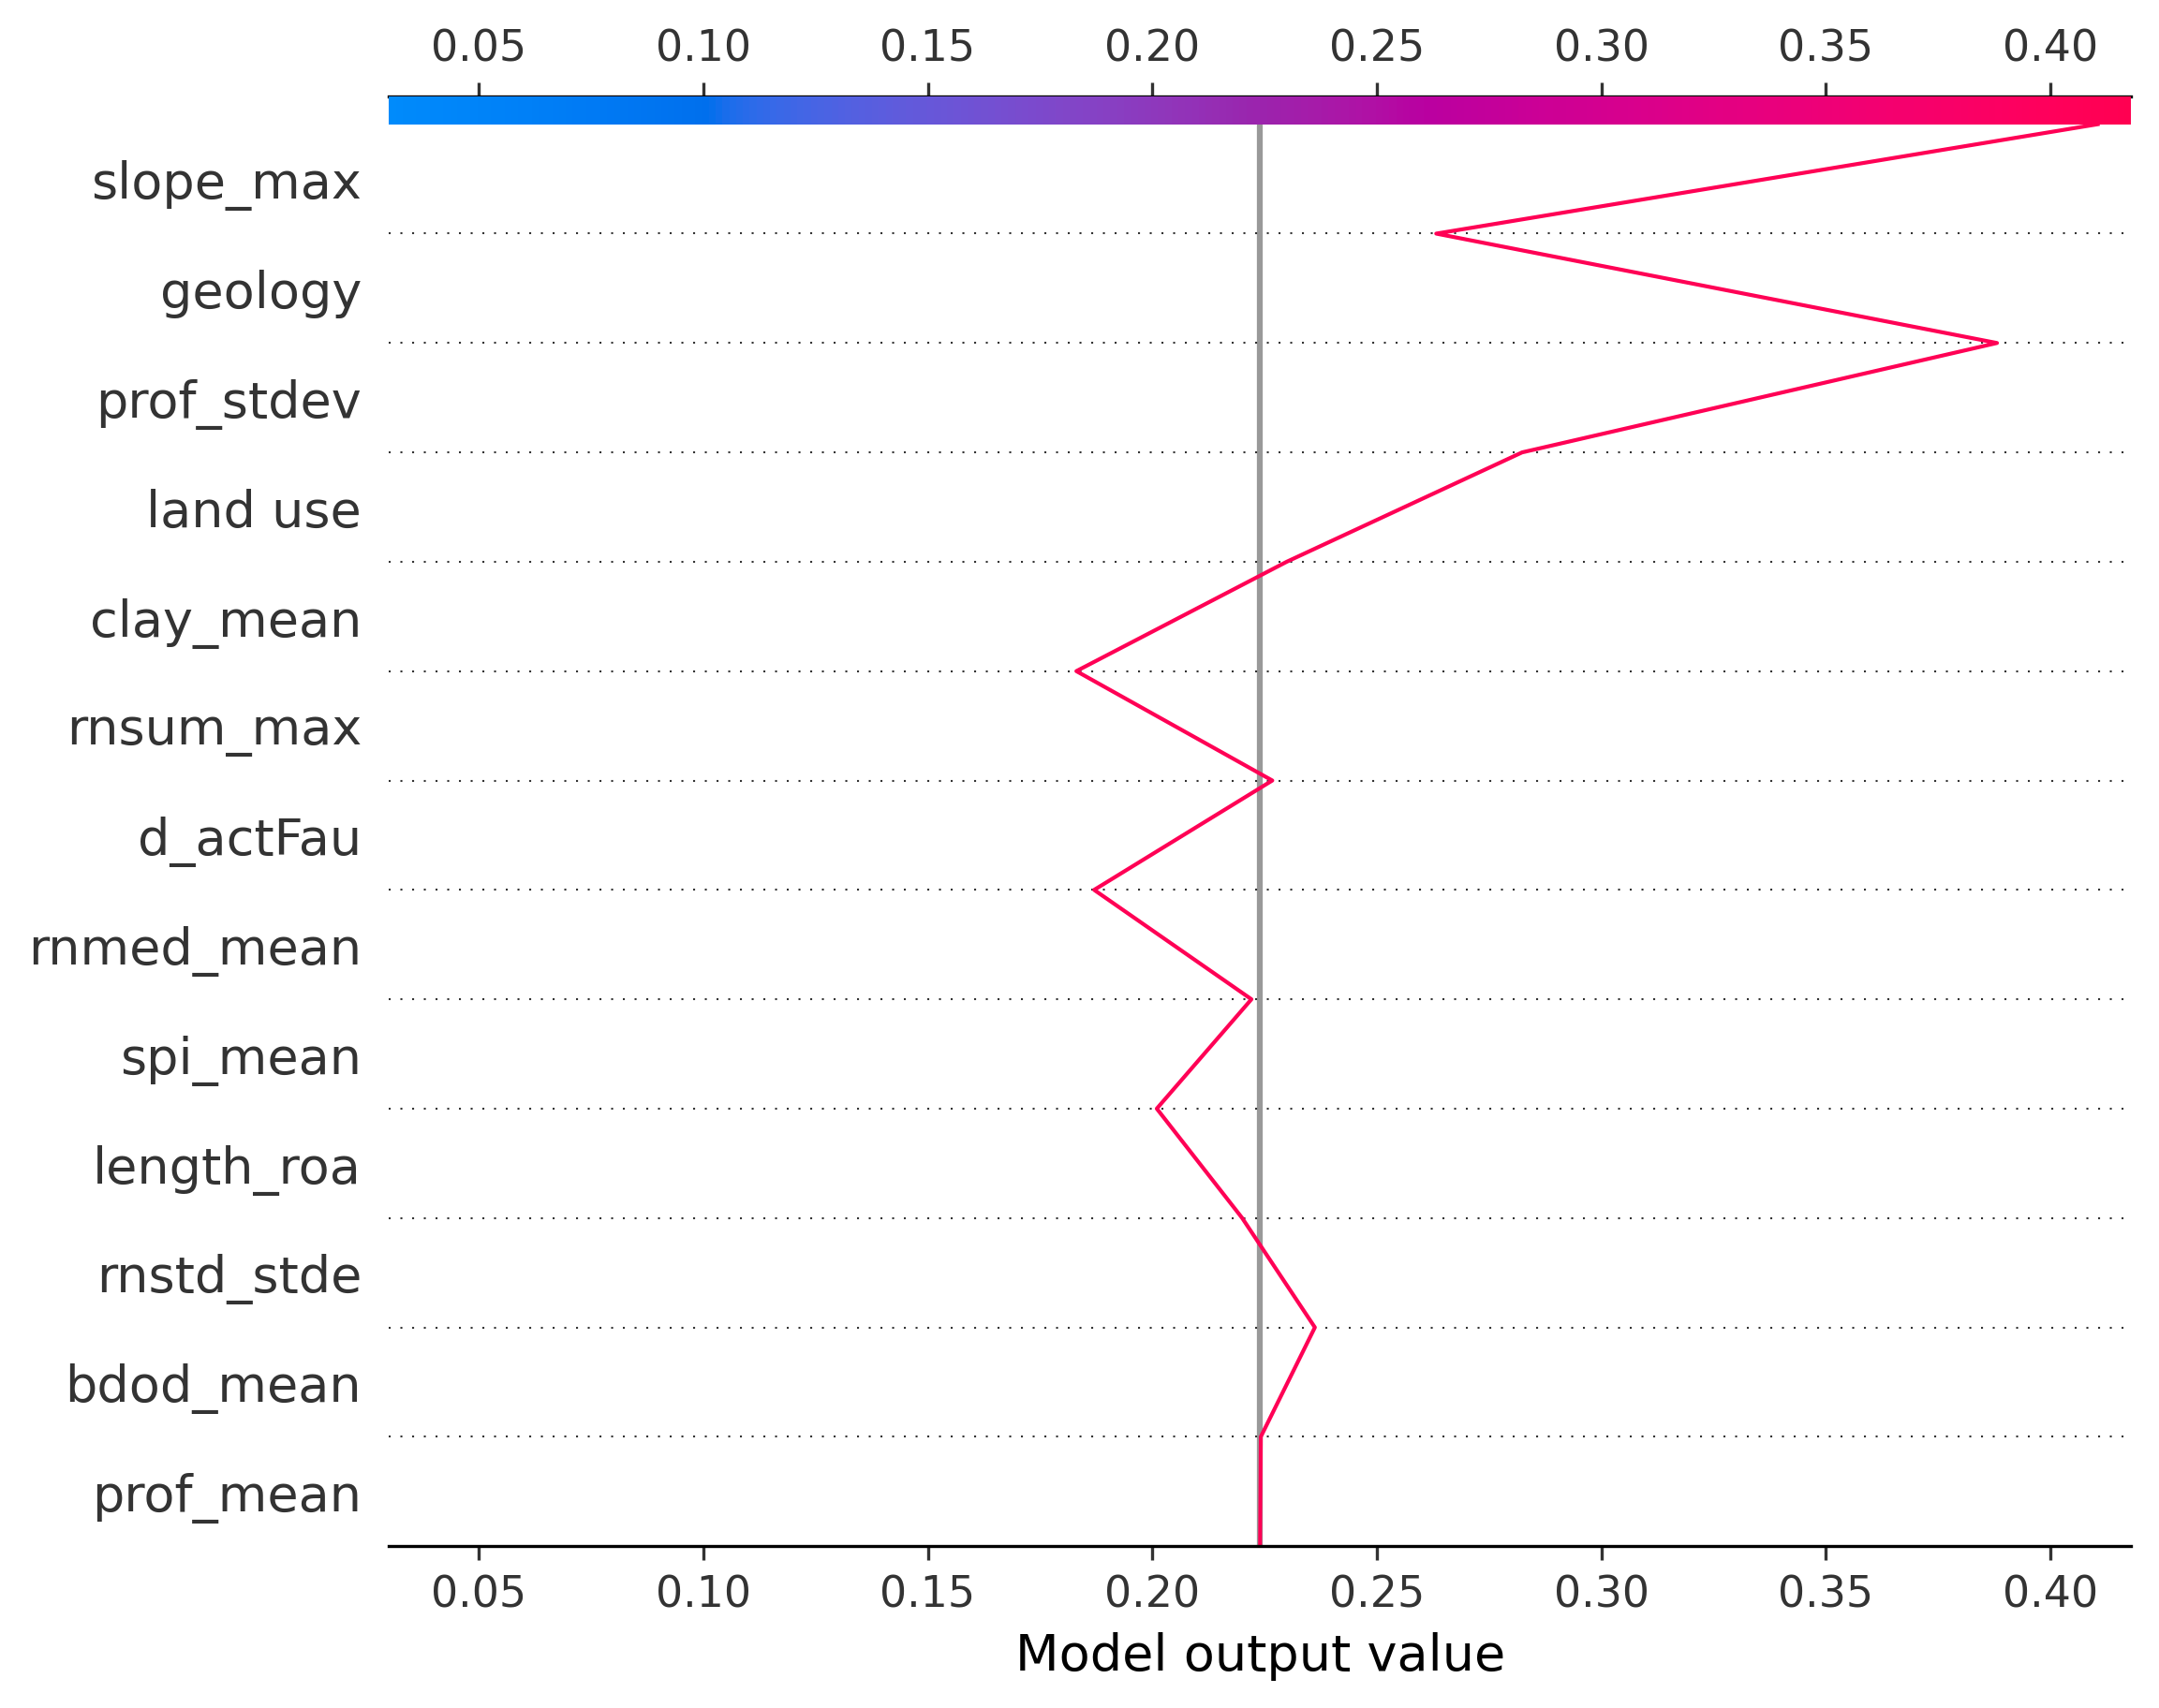 0.05 0.10 0.15 0.20 0.25 0.30 0.35 0.40
slope_max
geology
prof_stdev
land use
clay_mean
rnsum_max
d_actFau
rnmed_mean
spi_mean
length_roa
rnstd_stde
bdod_mean
prof_mean
0.05 0.10 0.15 0.20 0.25 0.30 0.35 0.40
Model output value